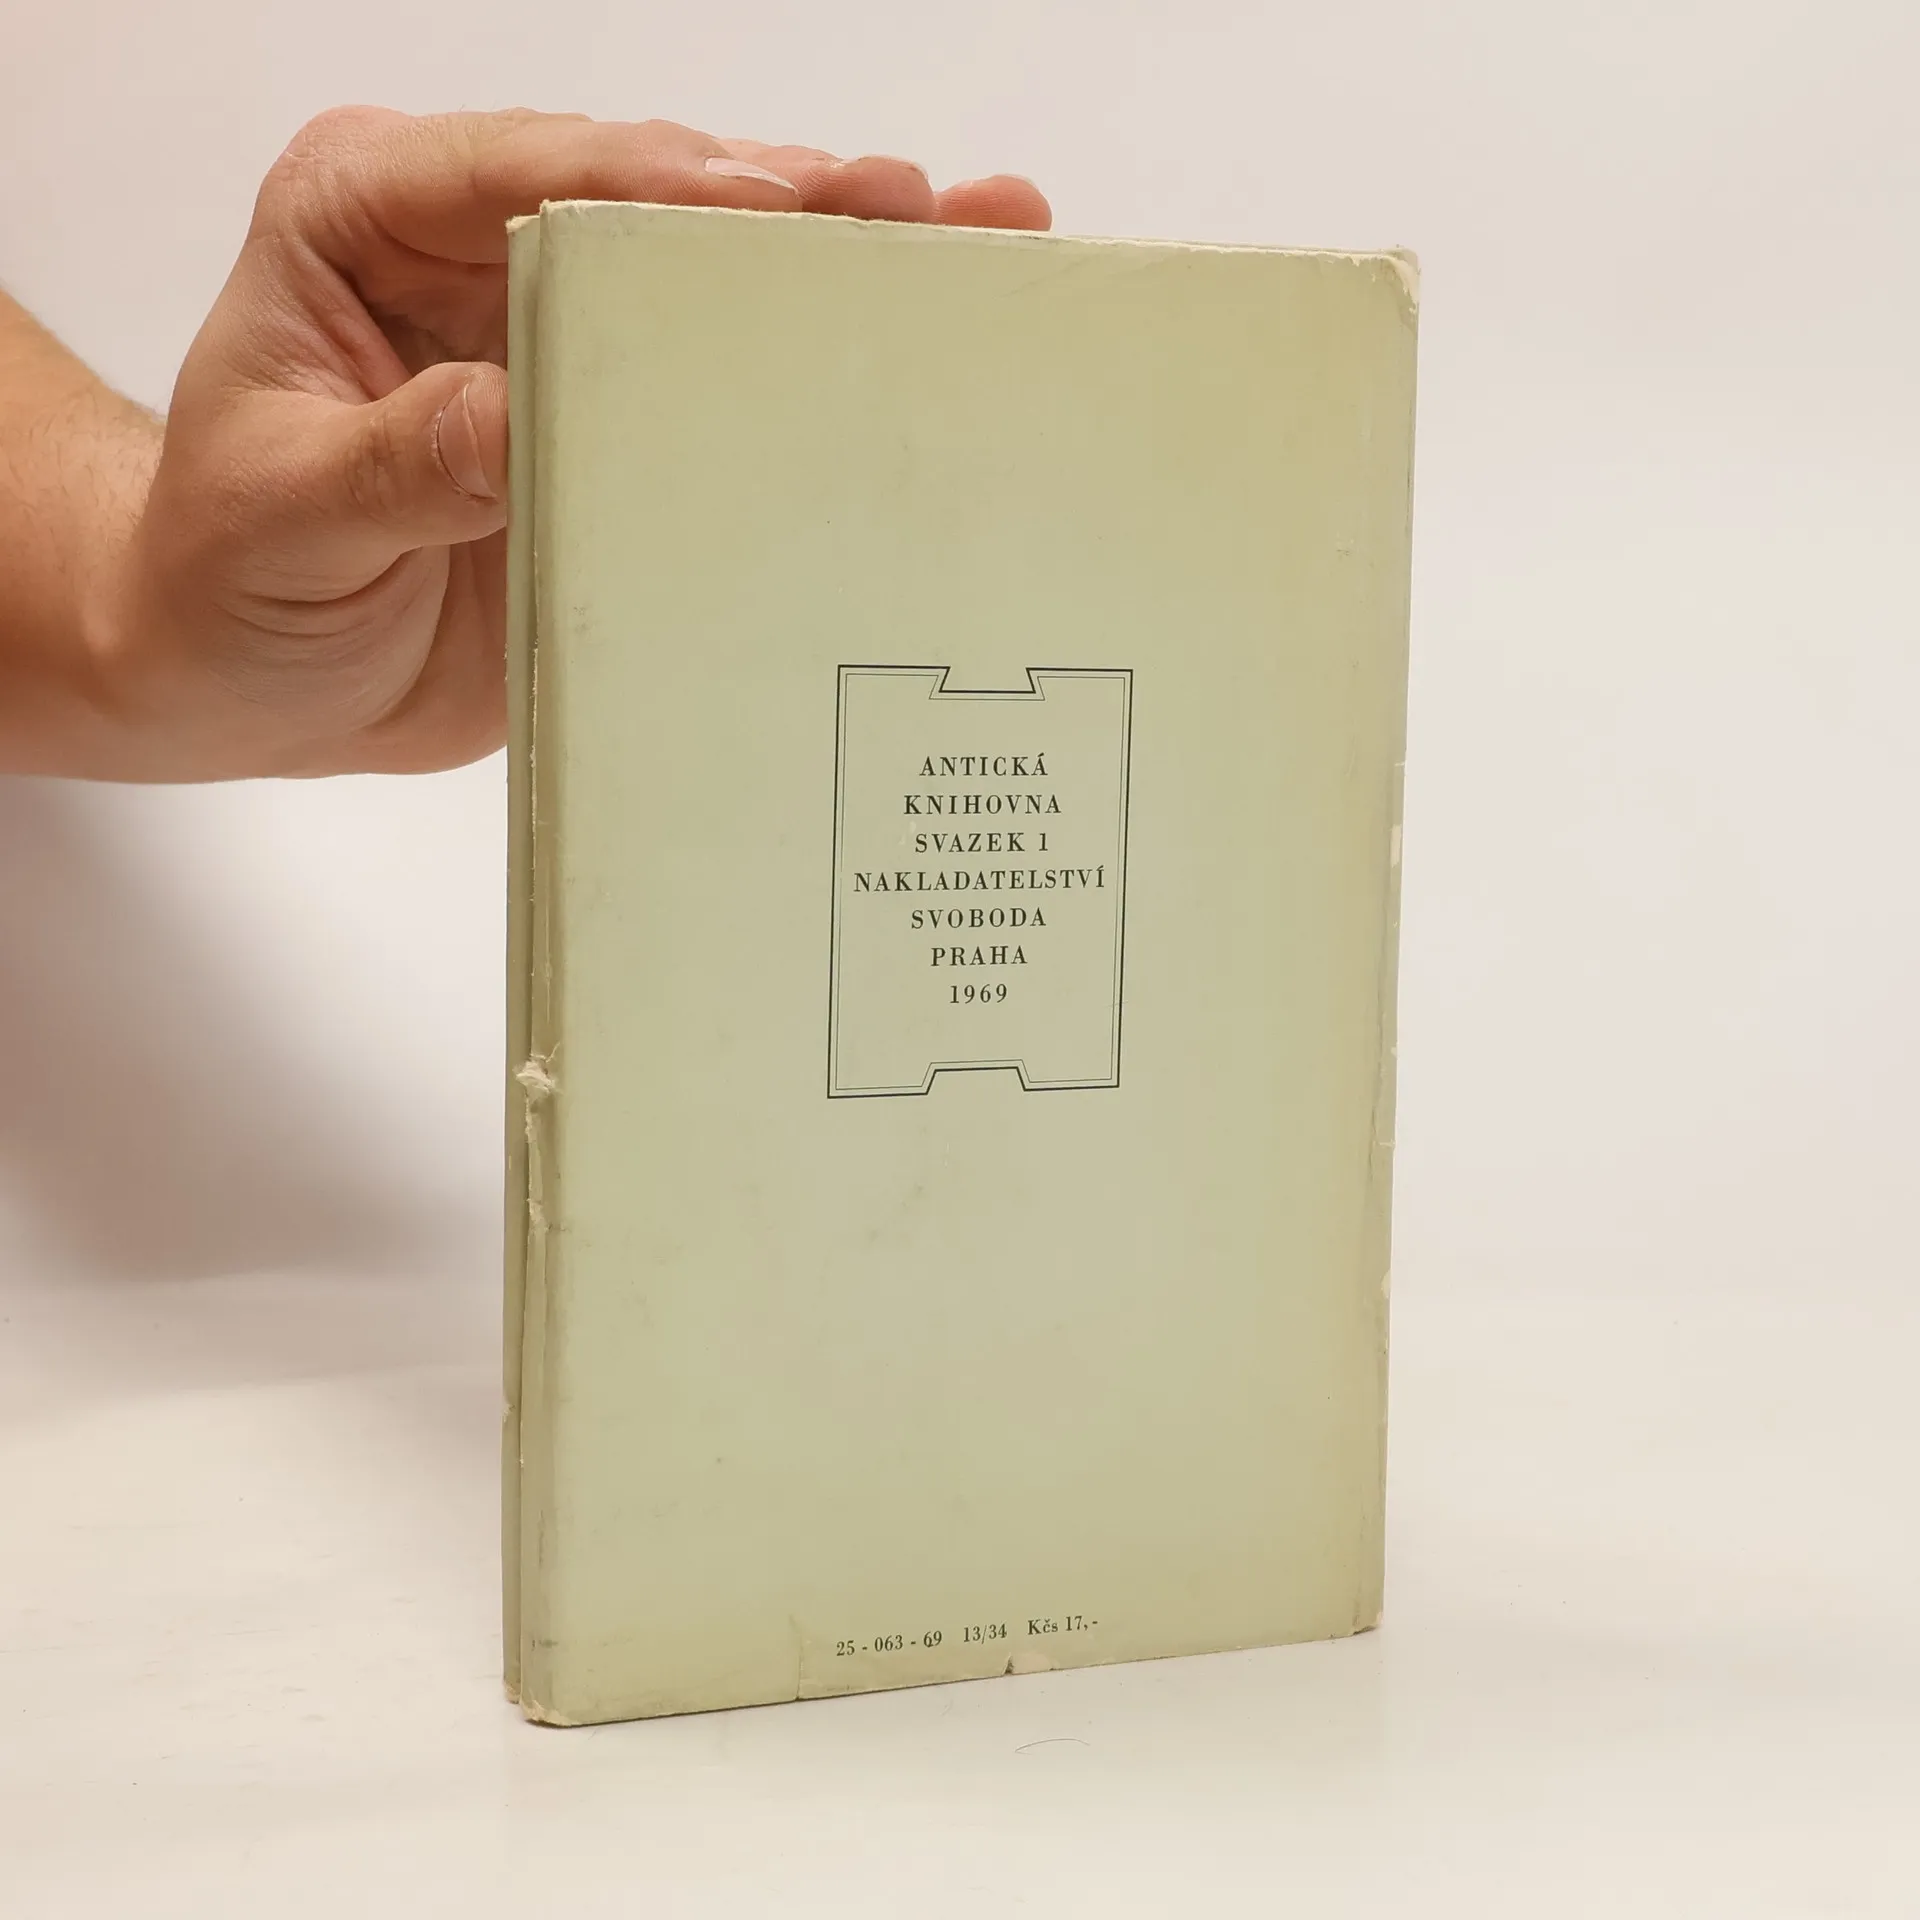 ANTICKÁ
KNIHOVNA
SVAZEK 1
NAKLADATELSTVÍ
SVOBODA
PRAHA
1969
25 - 063 - 69 13/34 Kčs 17,-